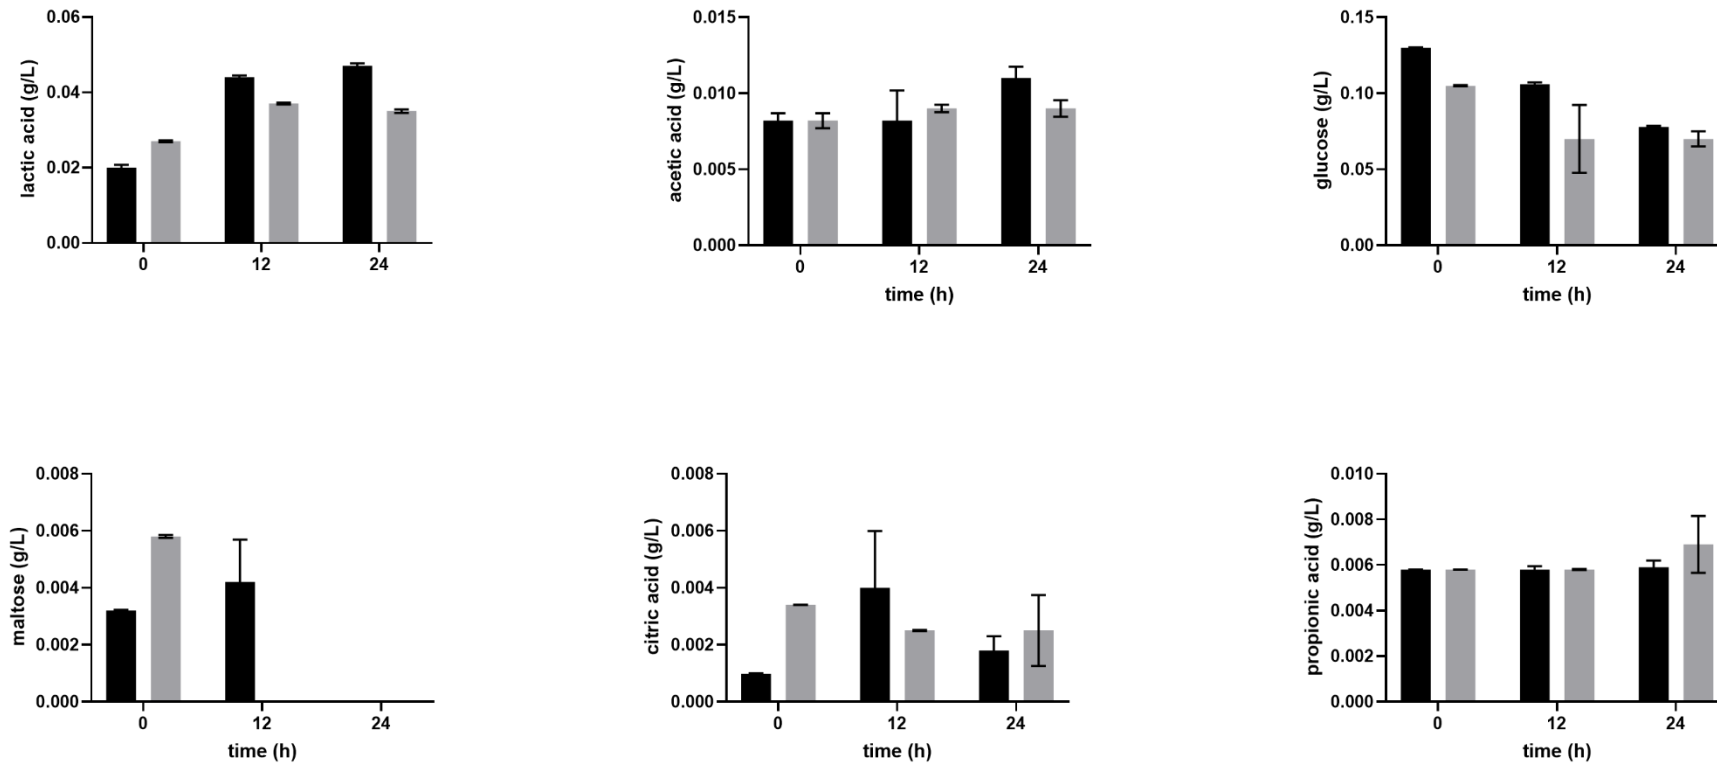 lactic acid (g/L)
0.06
0.04
0.02
0.00
0 12 24
acetic acid (g/L)
0.015
0.010
0.005
0.000
0 12 24
time (h)
glucose (g/L)
0.15
0.10
0.05
0.00
0 12 24
time (h)
maltose (g/L)
0.008
0.006
0.004
0.002
0.000
0 12 24
time (h)
citric acid (g/L)
0.008
0.006
0.004
0.002
0.000
0 12 24
time (h)
propionic acid (g/L)
0.010
0.008
0.006
0.004
0.002
0.000
0 12 24
time (h)